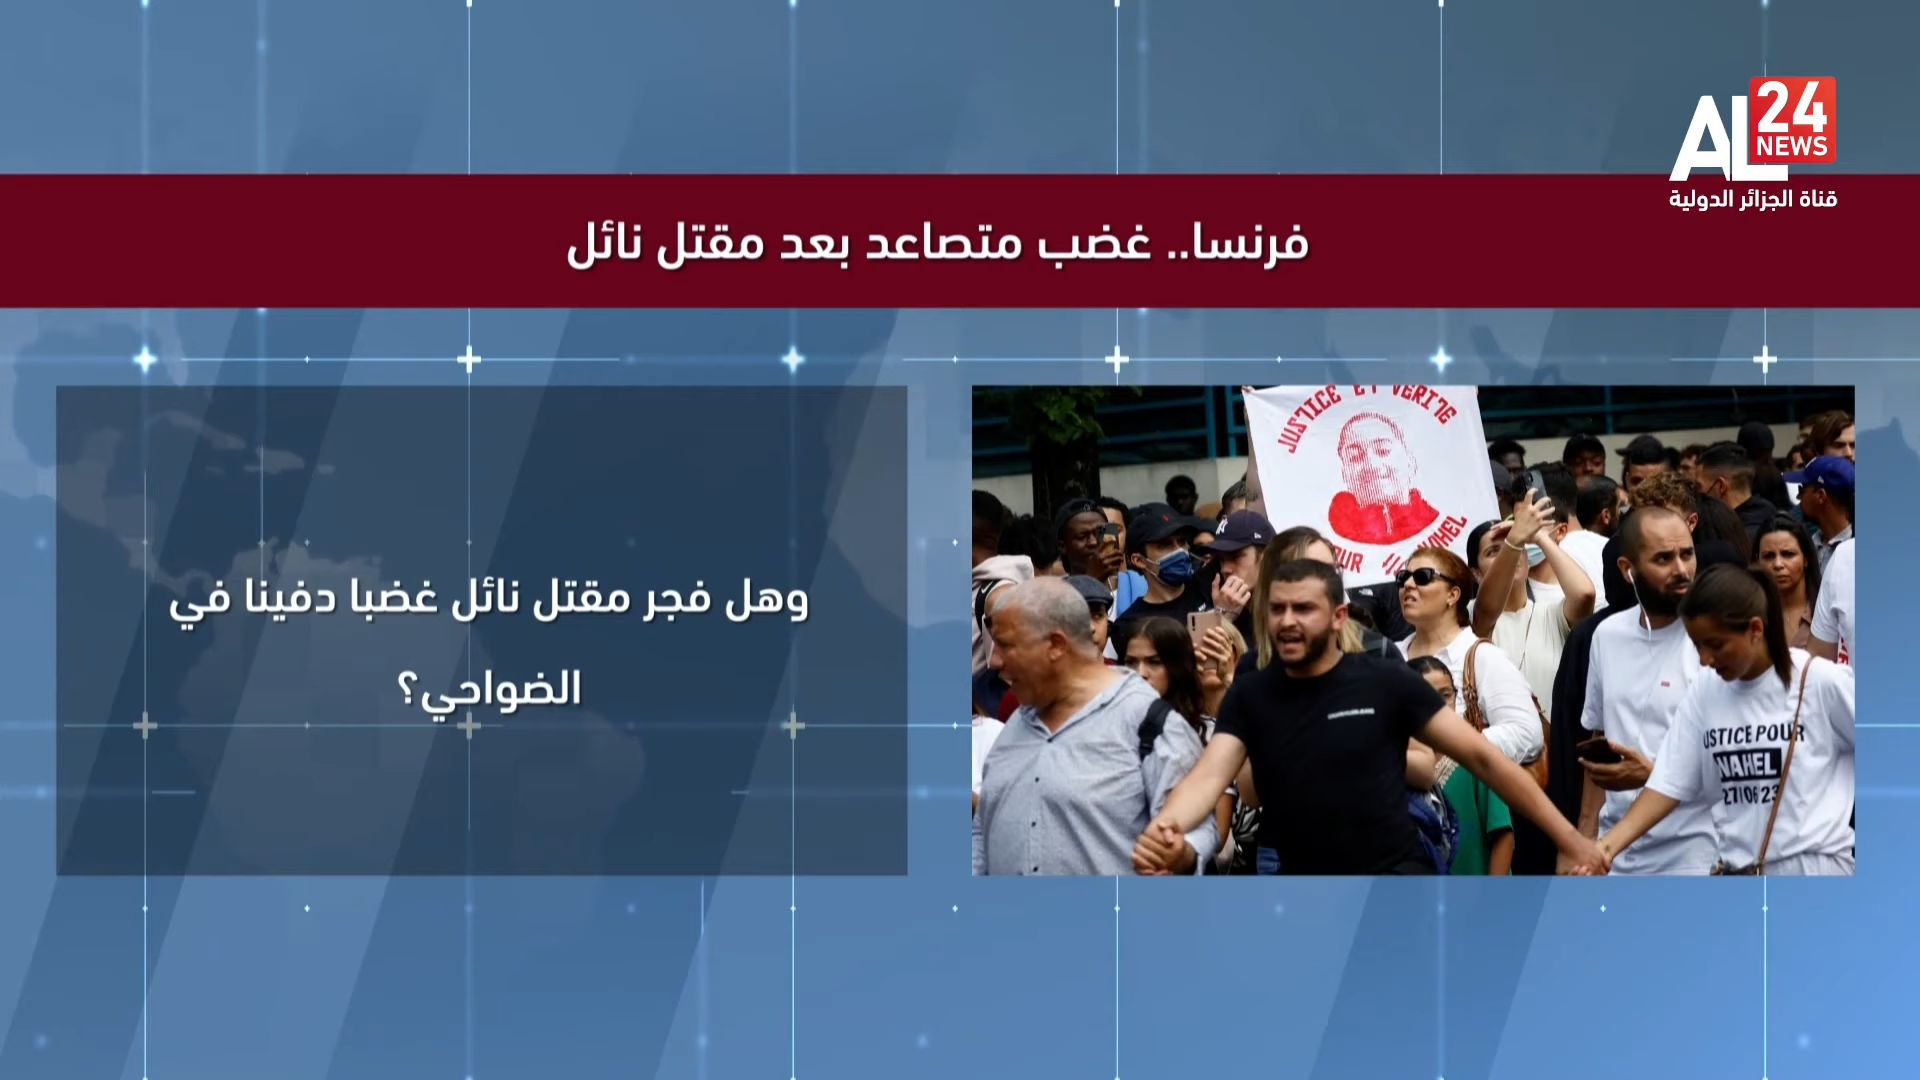 AL
24
NEWS
قناة الجزائر الدولية
فرنسا.. غضب متصاعد بعد مقتل نائل
وهل فجر مقتل نائل غضبا دفينا في
الضواحي؟
JUSTICE ET VERITE
OUR
NAHEL
USTICE POUR
NAHEL
27/06 23